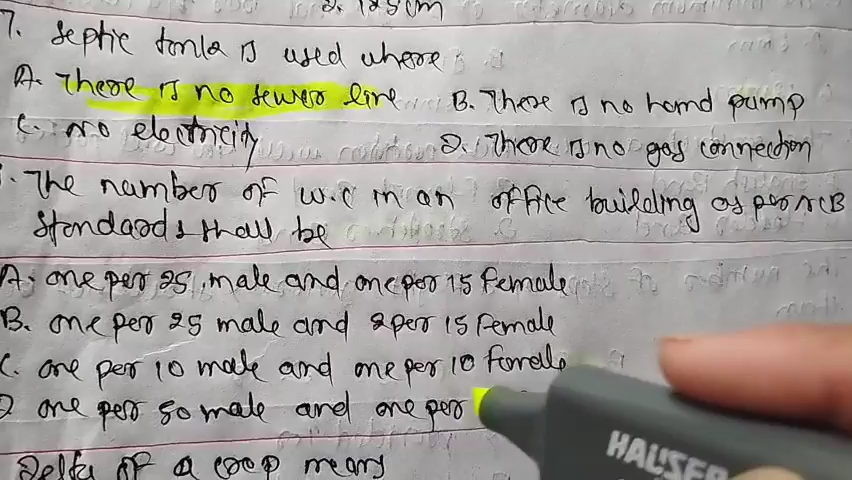 2. 125cm
7. septic tank is used where
A. There is no sewer line B. There is no hand pump
C. no electricity D. There is no gas connection
The number of w.c in an office building as per NCB
standards shall be
A. one per 25 male and one per 15 female
B. one per 25 male and 2 per 15 female
C. one per 10 male and one per 10 female
D one per 50 male and one per
Delta of a crop means
HAUSER